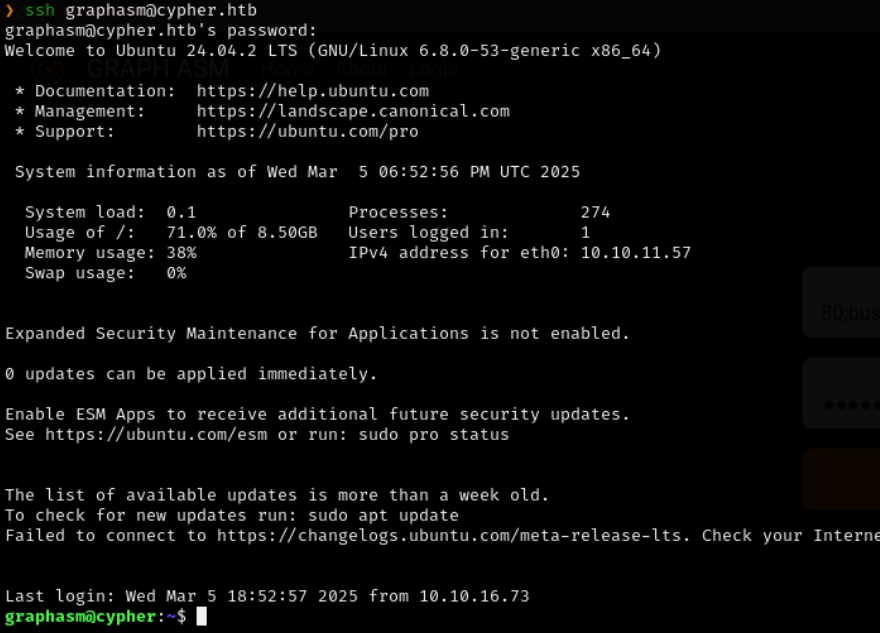 ❯ ssh graphasm@cypher.htb
graphasm@cypher.htb's password:
Welcome to Ubuntu 24.04.2 LTS (GNU/Linux 6.8.0-53-generic x86_64)
GRAPH ASM Home About Login
* Documentation: https://help.ubuntu.com
* Management: https://landscape.canonical.com
* Support: https://ubuntu.com/pro
System information as of Wed Mar 5 06:52:56 PM UTC 2025
System load: 0.1 Processes: 274
Usage of /: 71.0% of 8.50GB Users logged in: 1
Memory usage: 38% IPv4 address for eth0: 10.10.11.57
Swap usage: 0%
80;bus
Expanded Security Maintenance for Applications is not enabled.
0 updates can be applied immediately.
Enable ESM Apps to receive additional future security updates.
See https://ubuntu.com/esm or run: sudo pro status
The list of available updates is more than a week old.
To check for new updates run: sudo apt update
Failed to connect to https://changelogs.ubuntu.com/meta-release-lts. Check your Interne
Last login: Wed Mar 5 18:52:57 2025 from 10.10.16.73
graphasm@cypher:~$